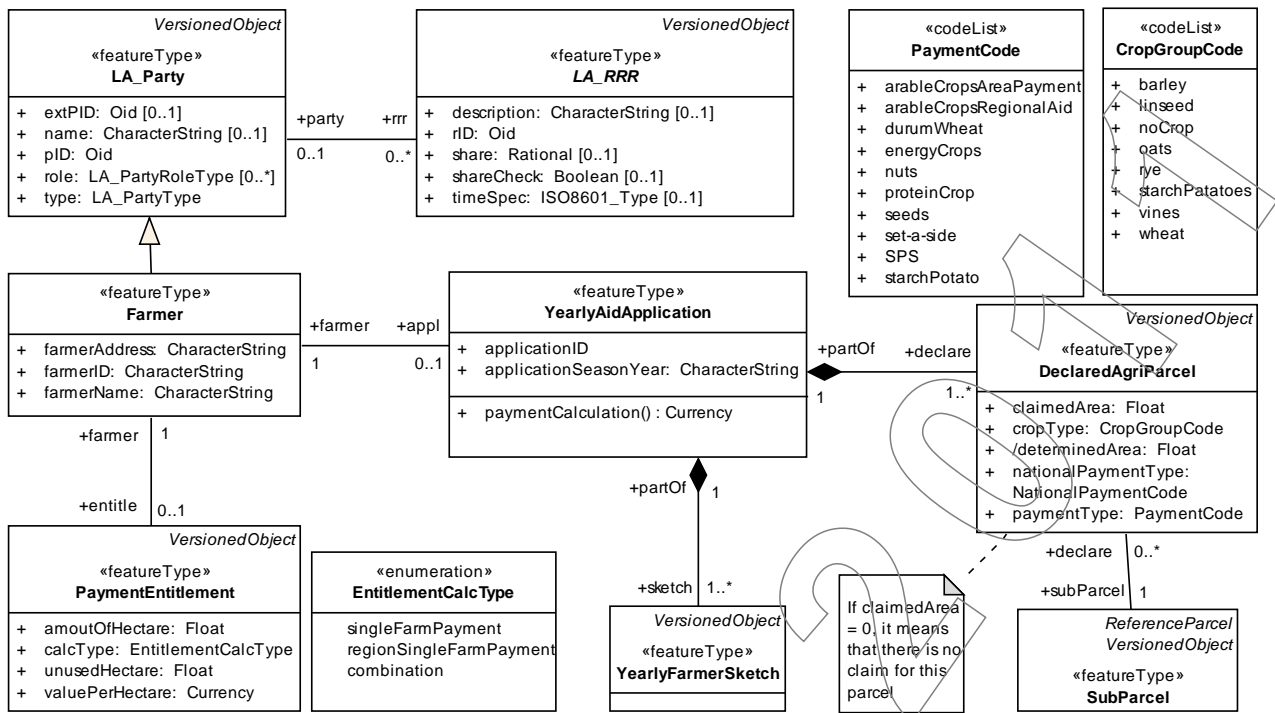 VersionedObject
«featureType»
LA_Party
+ extPID: Oid [0..1]
+ name: CharacterString [0..1]
+ pID: Oid
+ role: LA_PartyRoleType [0..*]
+ type: LA_PartyType
+party
0..1
+rrr
0..*
VersionedObject
«featureType»
LA_RRR
+ description: CharacterString [0..1]
+ rID: Oid
+ share: Rational [0..1]
+ shareCheck: Boolean [0..1]
+ timeSpec: ISO8601_Type [0..1]
«codeList»
PaymentCode
+ arableCropsAreaPayment
+ arableCropsRegionalAid
+ durumWheat
+ energyCrops
+ nuts
+ proteinCrop
+ seeds
+ set-a-side
+ SPS
+ starchPotato
«codeList»
CropGroupCode
+ barley
+ linseed
+ noCrop
+ oats
+ rye
+ starchPatatoes
+ vines
+ wheat
«featureType»
Farmer
+ farmerAddress: CharacterString
+ farmerID: CharacterString
+ farmerName: CharacterString
+farmer
1
+appl
0..1
«featureType»
YearlyAidApplication
+ applicationID
+ applicationSeasonYear: CharacterString
+ paymentCalculation() : Currency
+partOf
1
+declare
1..*
VersionedObject
«featureType»
DeclaredAgriParcel
+ claimedArea: Float
+ cropType: CropGroupCode
+ /determinedArea: Float
+ nationalPaymentType:
NationalPaymentCode
+ paymentType: PaymentCode
+farmer
1
+entitle
0..1
VersionedObject
«featureType»
PaymentEntitlement
+ amoutOfHectare: Float
+ calcType: EntitlementCalcType
+ unusedHectare: Float
+ valuePerHectare: Currency
«enumeration»
EntitlementCalcType
singleFarmPayment
regionSingleFarmPayment
combination
+partOf
1
+sketch
1..*
VersionedObject
«featureType»
YearlyFarmerSketch
If claimedArea
= 0, it means
that there is no
claim for this
parcel
+declare
0..*
+subParcel
1
ReferenceParcel
VersionedObject
«featureType»
SubParcel